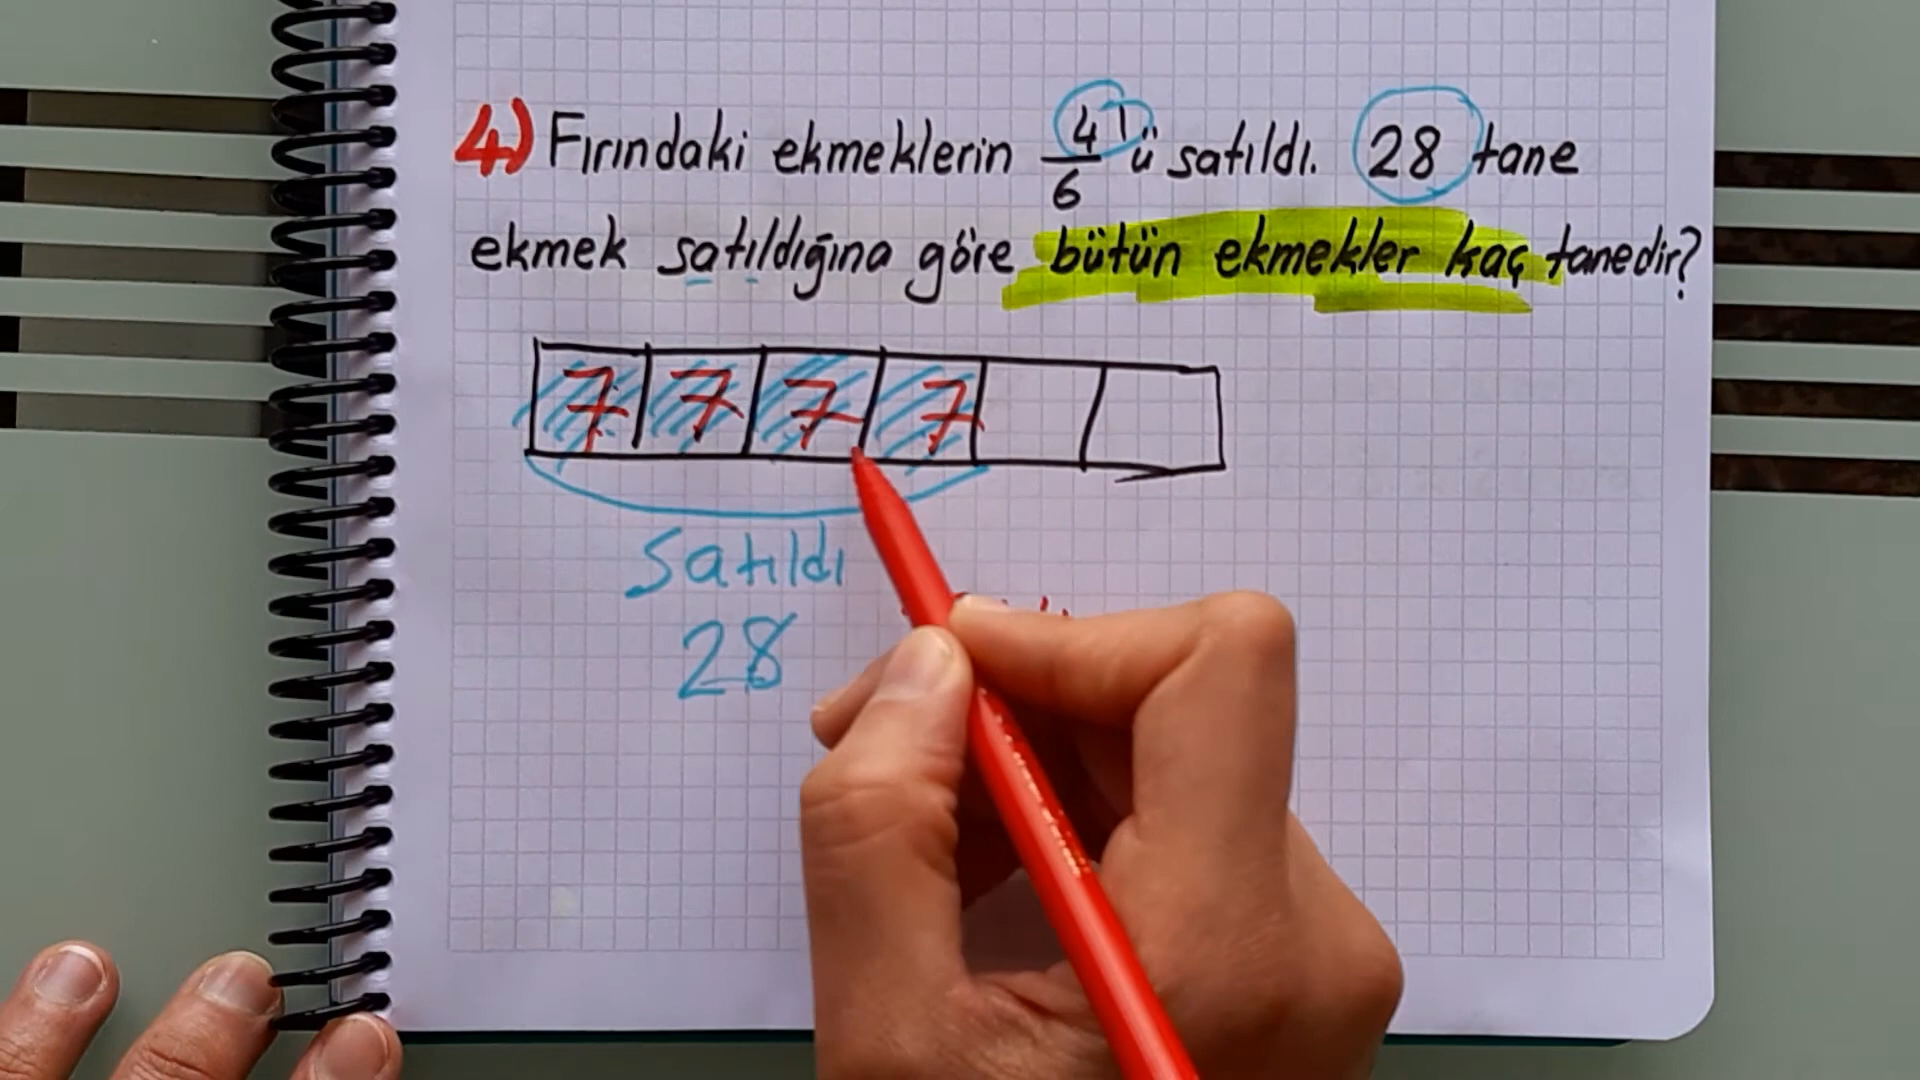 4) Fırındaki ekmeklerin 4/6'ü satıldı. 28 tane
ekmek satıldığına göre bütün ekmekler kaç tanedir?
7 7 7 7
Satıldı
28